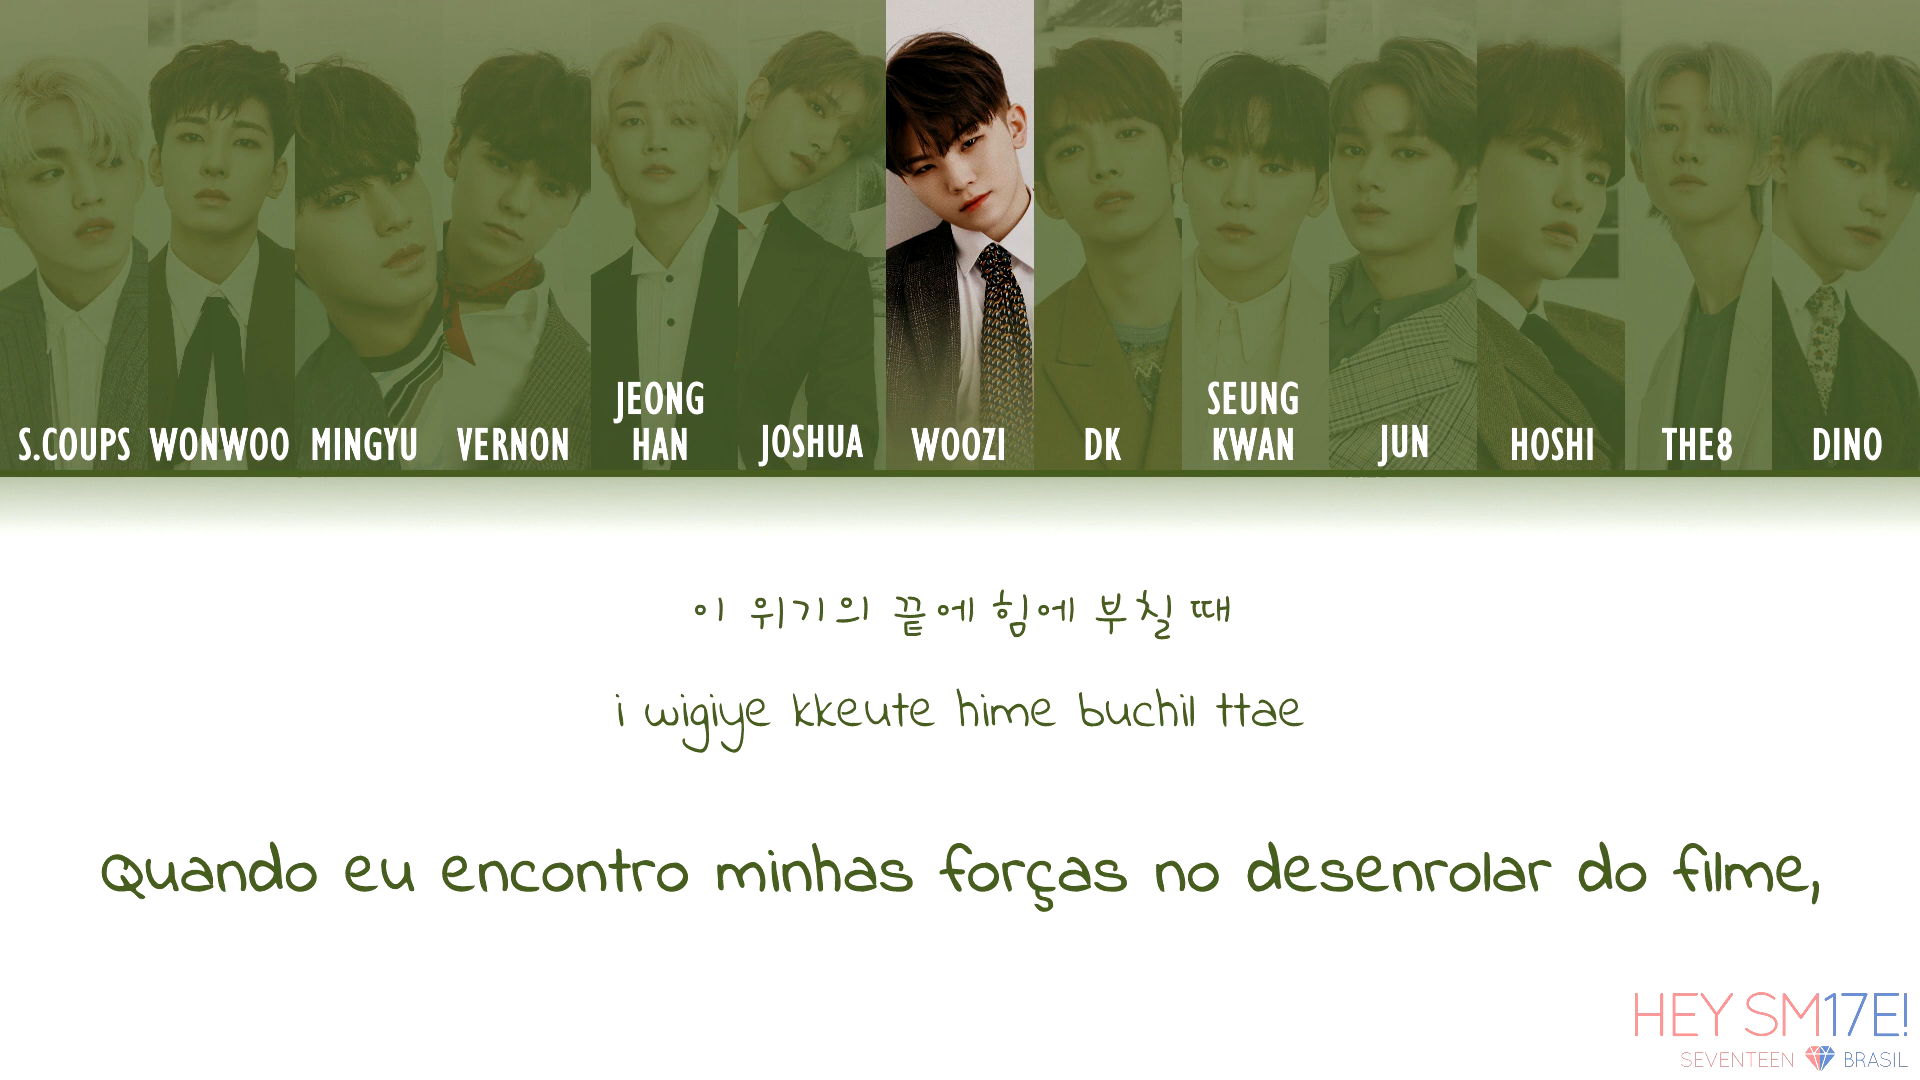 S.COUPS WONWOO MINGYU VERNON JEONG HAN JOSHUA WOOZI DK SEUNG KWAN JUN HOSHI THE8 DINO
이 위기의 끝에 힘에 부칠 때
i wigiye kkeute hime buchil ttae
Quando eu encontro minhas forças no desenrolar do filme,
HEY SM17E!
SEVENTEEN BRASIL